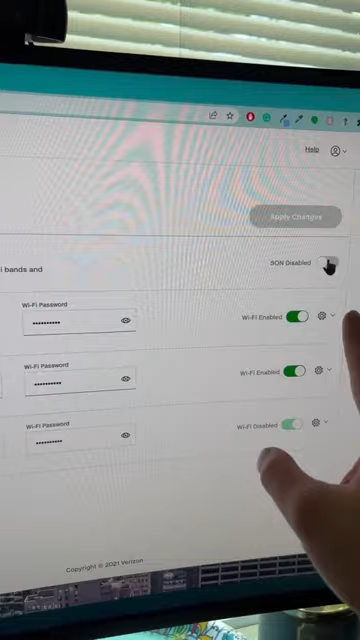 Help
Apply Changes
i bands and
SON Disabled
Wi-Fi Password
••••••••••
Wi-Fi Enabled
Wi-Fi Password
••••••••••
Wi-Fi Enabled
Wi-Fi Password
••••••••••
Wi-Fi Disabled
Copyright © 2021 Verizon